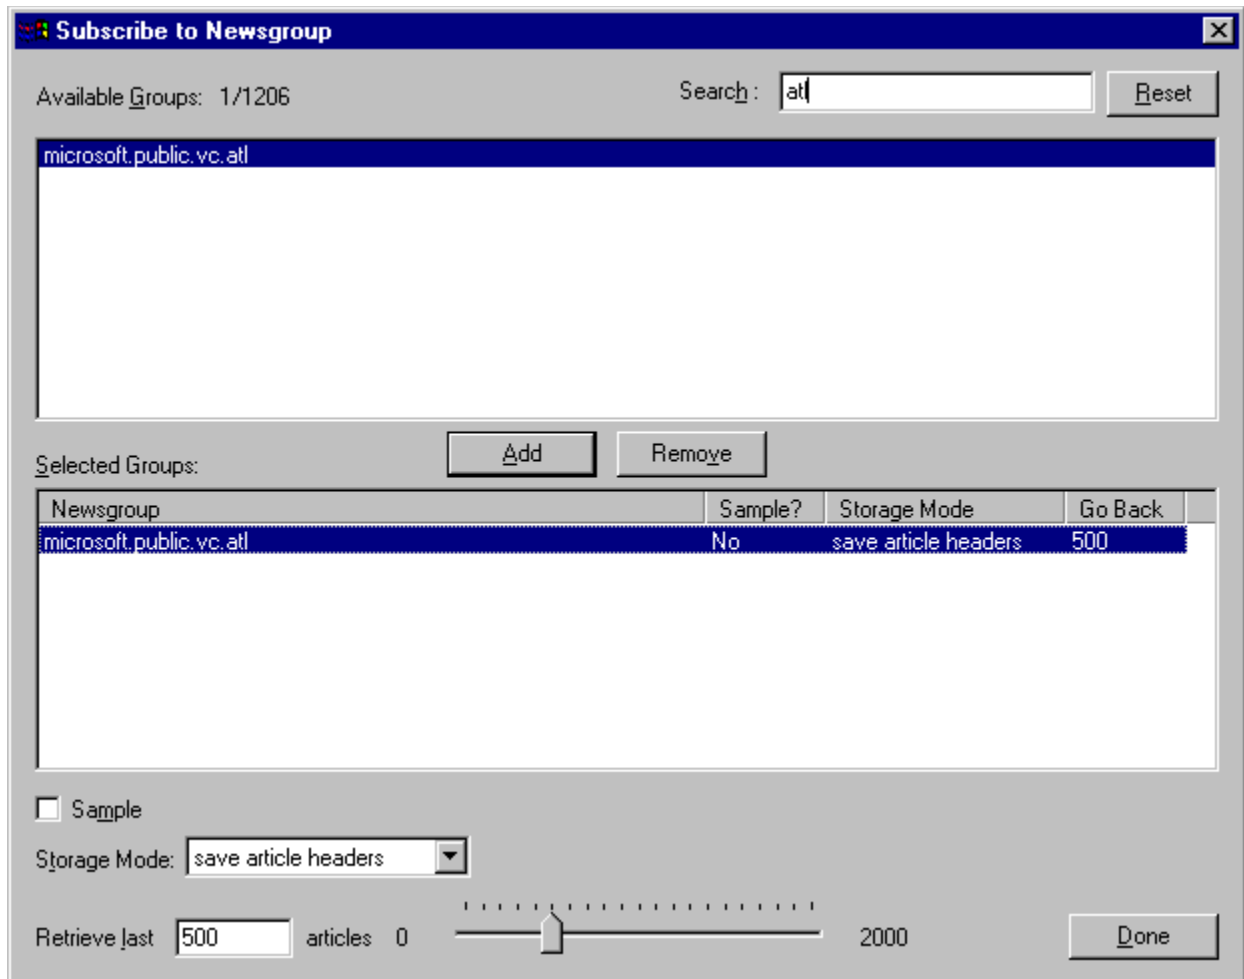 Subscribe to Newsgroup
Available Groups: 1/1206 Search : atl Reset
microsoft.public.vc.atl
Add Remove
Selected Groups:
Newsgroup Sample? Storage Mode Go Back
microsoft.public.vc.atl No save article headers 500
Sample
Storage Mode: save article headers
Retrieve last 500 articles 0 2000 Done